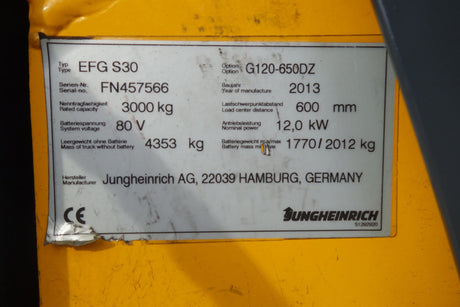 Typ
Type EFG S30 Option
Option G120-650DZ
Serien-Nr.
Serial-no. FN457566 Baujahr
Year of manufacture 2013
Nenntragfähigkeit
Rated capacity 3000 kg Lastschwerpunktabstand
Load center distance 600 mm
Batteriespannung
System voltage 80 V Antriebsleistung
Nominal power 12,0 kW
Leergewicht ohne Batterie
Mass of truck without battery 4353 kg Batteriegewicht min/max
Battery mass min/max 1770/2012 kg
Hersteller
Manufacturer Jungheinrich AG, 22039 HAMBURG, GERMANY
CE JUNGHEINRICH